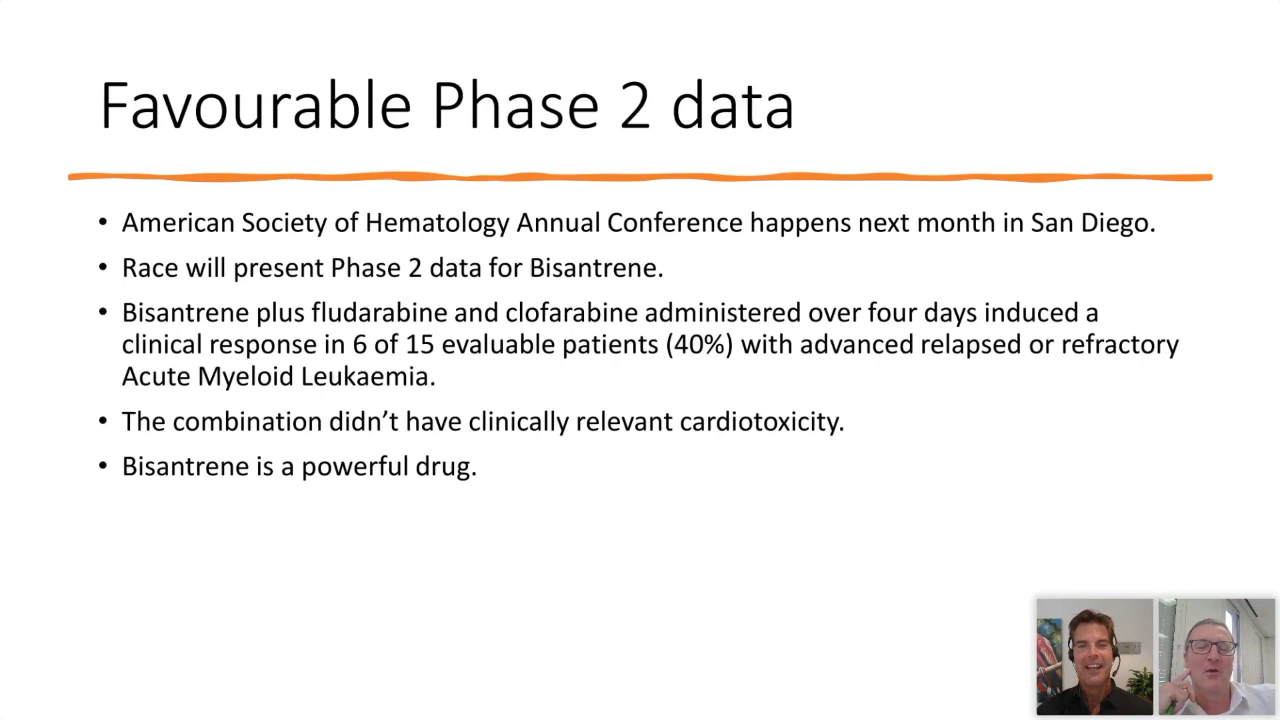 Favourable Phase 2 data
• American Society of Hematology Annual Conference happens next month in San Diego.
• Race will present Phase 2 data for Bisantrene.
• Bisantrene plus fludarabine and clofarabine administered over four days induced a
clinical response in 6 of 15 evaluable patients (40%) with advanced relapsed or refractory
Acute Myeloid Leukaemia.
• The combination didn’t have clinically relevant cardiotoxicity.
• Bisantrene is a powerful drug.